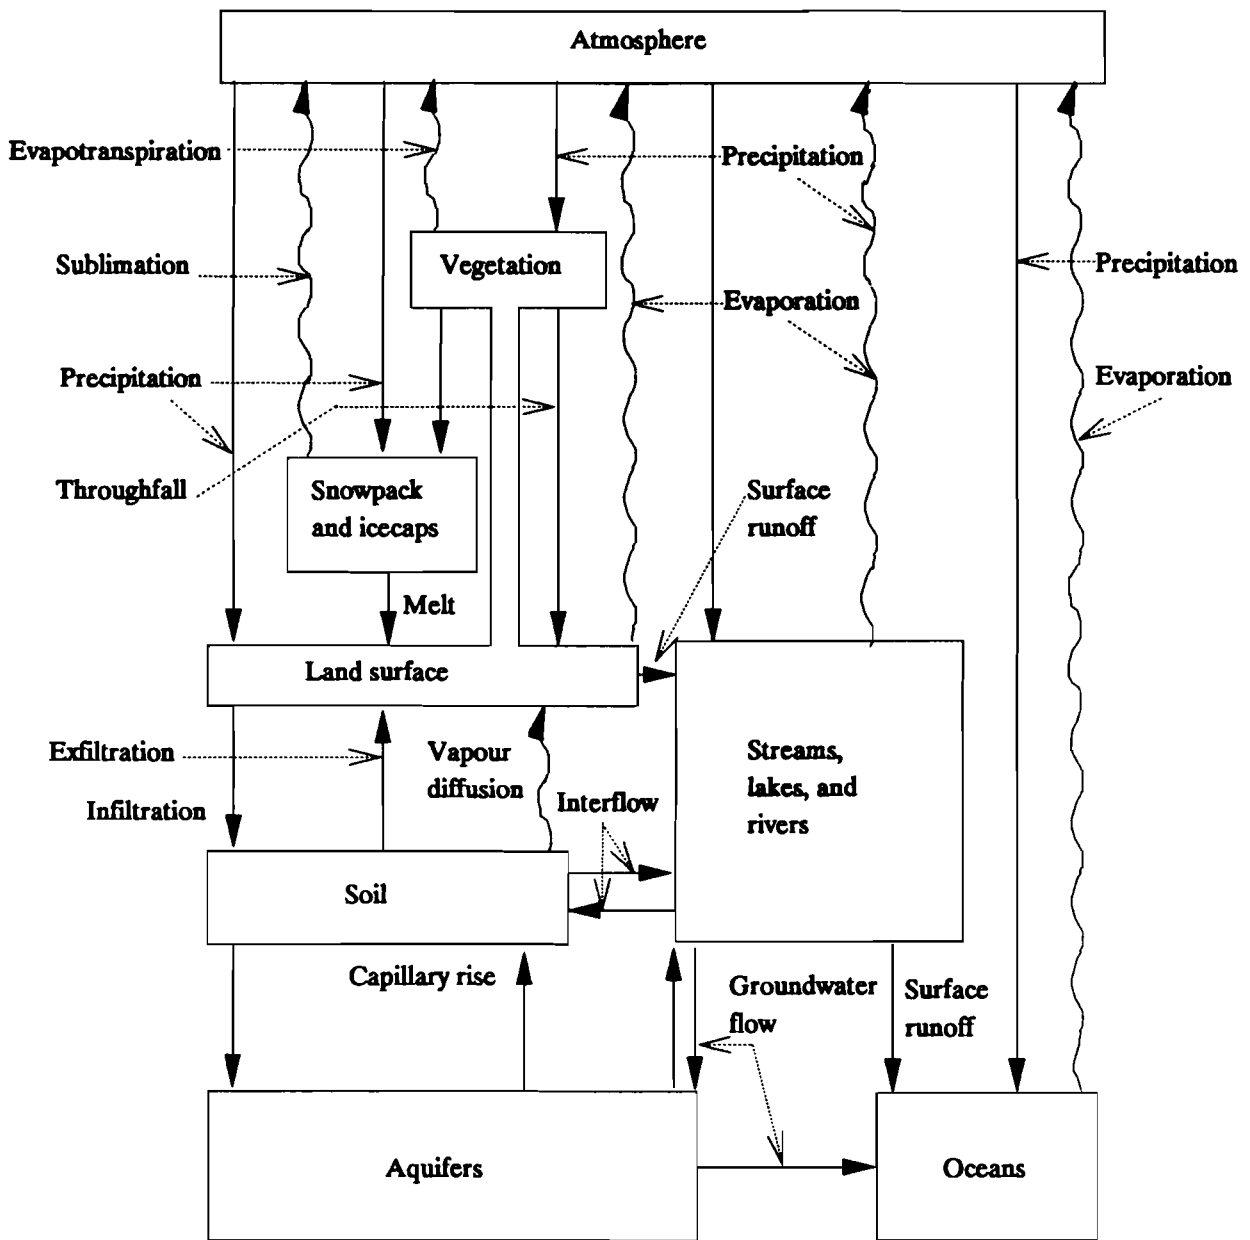 Atmosphere
Evapotranspiration
Precipitation
Sublimation
Vegetation
Precipitation
Evaporation
Precipitation
Evaporation
Throughfall
Snowpack
and icecaps
Surface
runoff
Melt
Land surface
Exfiltration
Vapour
diffusion
Streams,
lakes, and
rivers
Infiltration
Interflow
Soil
Capillary rise
Groundwater
flow
Surface
runoff
Aquifers
Oceans